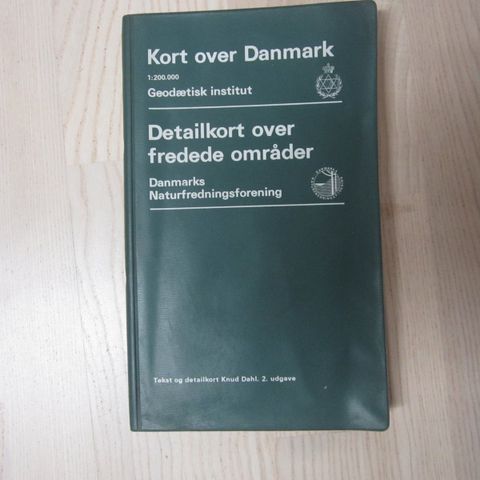 Kort over Danmark
1:200.000
Geodætisk institut
Detailkort over
fredede områder
Danmarks
Naturfredningsforening
Tekst og detailkort Knud Dahl. 2. udgave